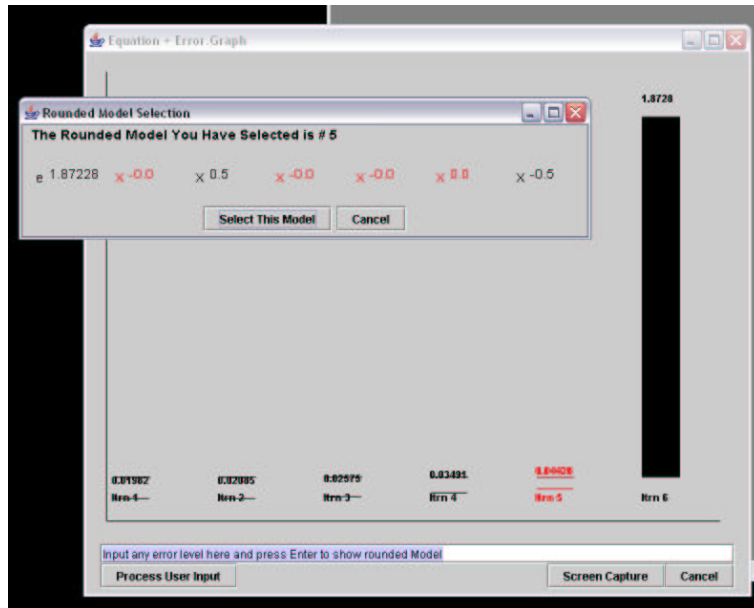 Equation + Error.Graph
1.8728
Rounded Model Selection
The Rounded Model You Have Selected is # 5
e 1.87228 x -0.0 x 0.5 x -0.0 x -0.0 x 0.0 x -0.5
Select This Model Cancel
0.01982 0.02085 0.02575 0.03491 0.04428
Itrn 1 Itrn 2 Itrn 3 Itrn 4 Itrn 5 Itrn 6
Input any error level here and press Enter to show rounded Model
Process User Input Screen Capture Cancel